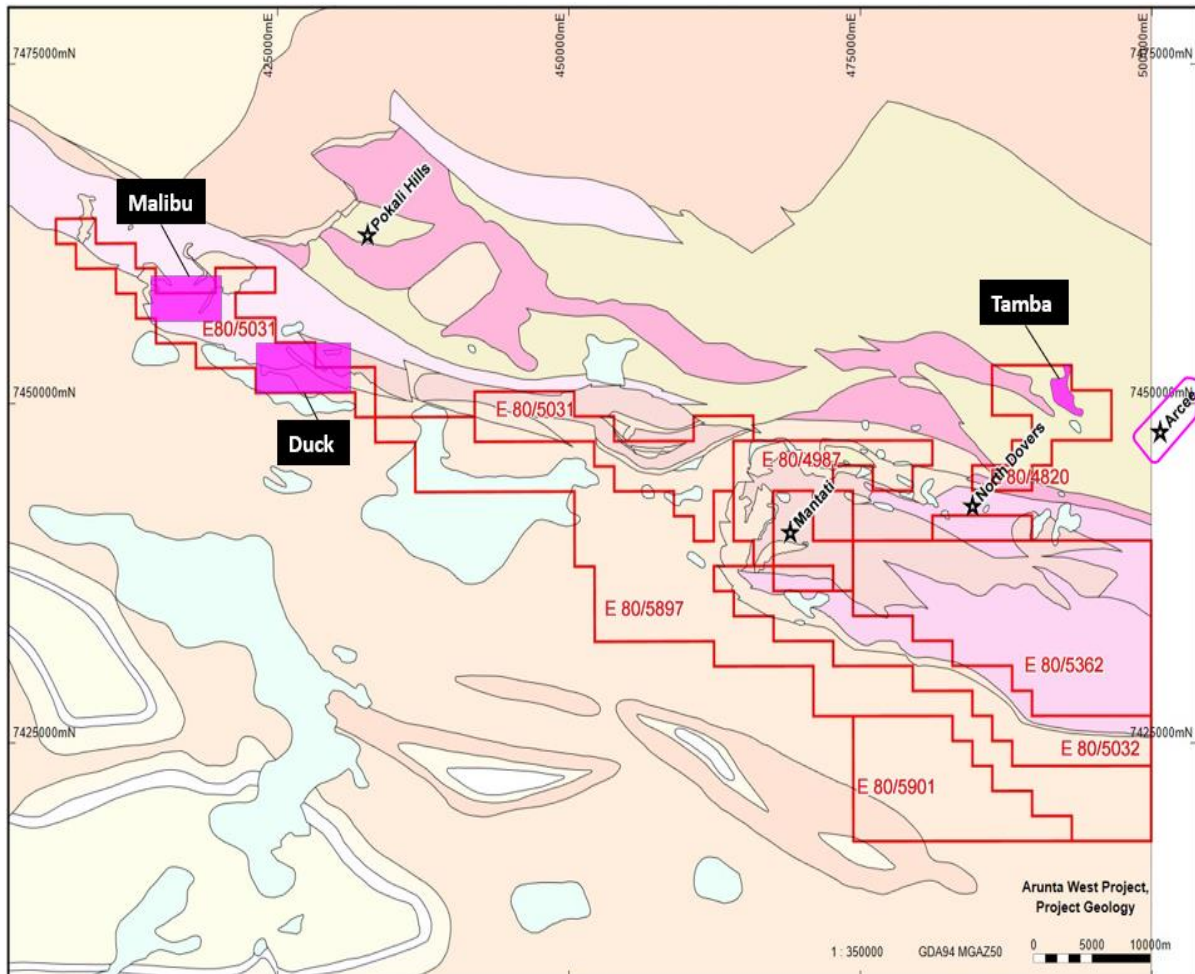 7475000mN
425000mE
450000mE
475000mE
500000mE
7475000mN
Malibu
Pokali Hills
Tamba
E80/5031
7450000mN
7450000mN
Arcee
Duck
E 80/5031
E 80/4987
North Dovers
80/4820
Mantati
E 80/5897
E 80/5362
7425000mN
7425000mN
E 80/5032
E 80/5901
Arunta West Project,
Project Geology
1 : 350000
GDA94 MGAZ50
0 5000 10000m